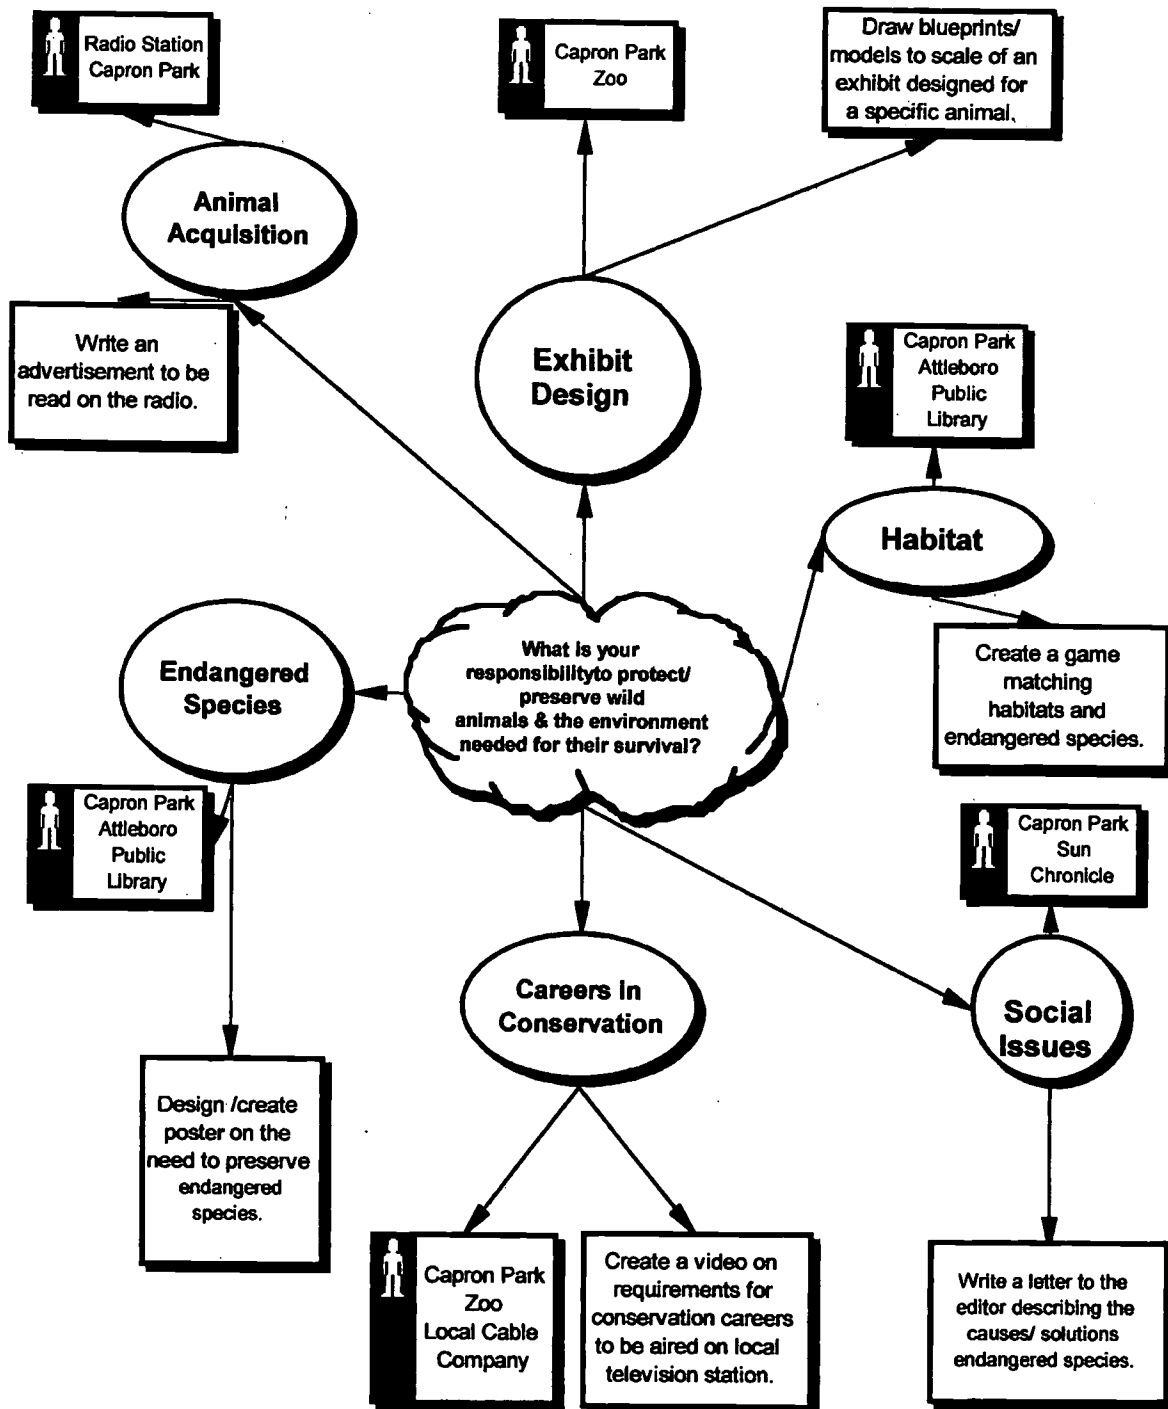 Radio Station
Capron Park
Capron Park
Zoo
Draw blueprints/
models to scale of an
exhibit designed for
a specific animal.
Animal
Acquisition
Write an
advertisement to be
read on the radio.
Exhibit
Design
Capron Park
Attleboro
Public
Library
Habitat
Create a game
matching
habitats and
endangered species.
What is your
responsibilityto protect/
preserve wild
animals & the environment
needed for their survival?
Endangered
Species
Capron Park
Attleboro
Public
Library
Capron Park
Sun
Chronicle
Careers in
Conservation
Social
Issues
Design /create
poster on the
need to preserve
endangered
species.
Capron Park
Zoo
Local Cable
Company
Create a video on
requirements for
conservation careers
to be aired on local
television station.
Write a letter to the
editor describing the
causes/ solutions
endangered species.